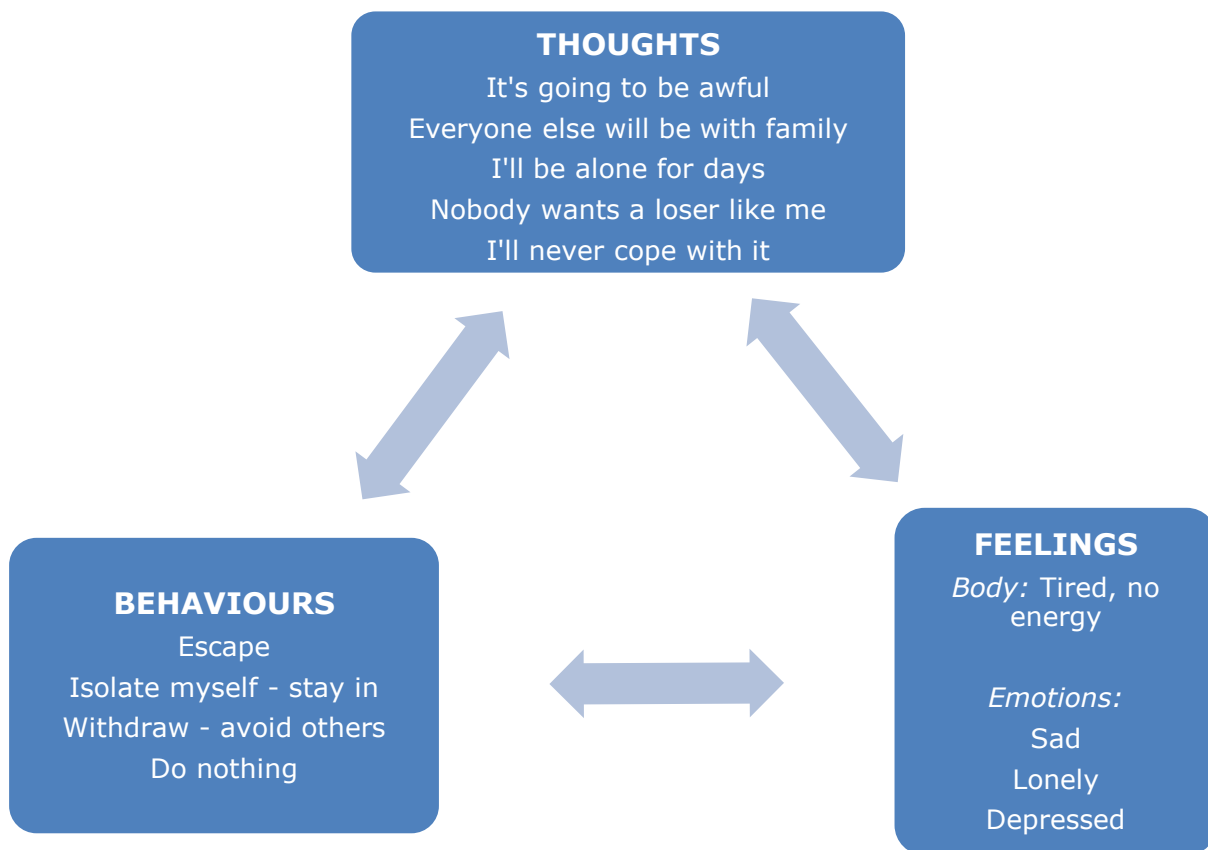 THOUGHTS
It's going to be awful
Everyone else will be with family
I'll be alone for days
Nobody wants a loser like me
I'll never cope with it
BEHAVIOURS
Escape
Isolate myself - stay in
Withdraw - avoid others
Do nothing
FEELINGS
Body: Tired, no
energy
Emotions:
Sad
Lonely
Depressed